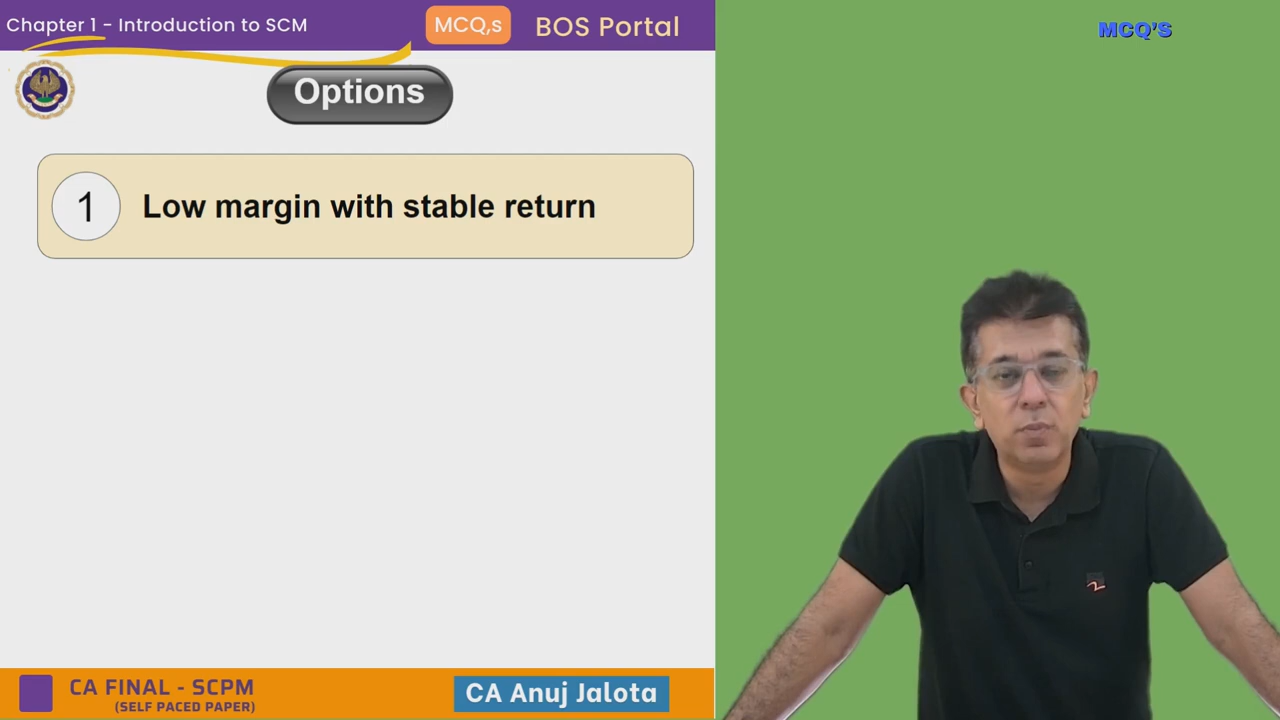 Chapter 1 - Introduction to SCM
MCQ,s
BOS Portal
MCQ'S
Options
1 Low margin with stable return
CA FINAL - SCPM
(SELF PACED PAPER)
CA Anuj Jalota